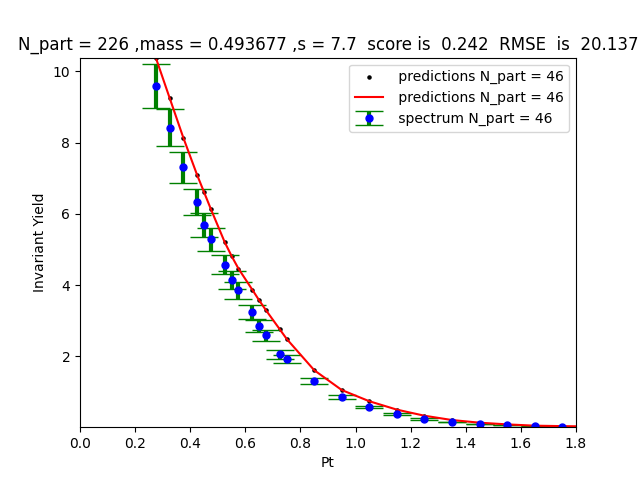 N_part = 226 ,mass = 0.493677 ,s = 7.7  score is  0.242  RMSE  is  20.137
predictions N_part = 46
predictions N_part = 46
spectrum N_part = 46
Invariant Yield
10
8
6
4
2
0.0 0.2 0.4 0.6 0.8 1.0 1.2 1.4 1.6 1.8
Pt